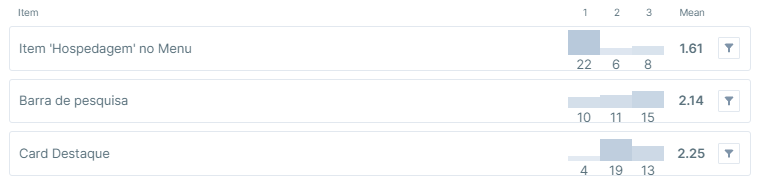 Item 1 2 3 Mean
Item 'Hospedagem' no Menu 1.61
22 6 8
Barra de pesquisa 2.14
10 11 15
Card Destaque 2.25
4 19 13